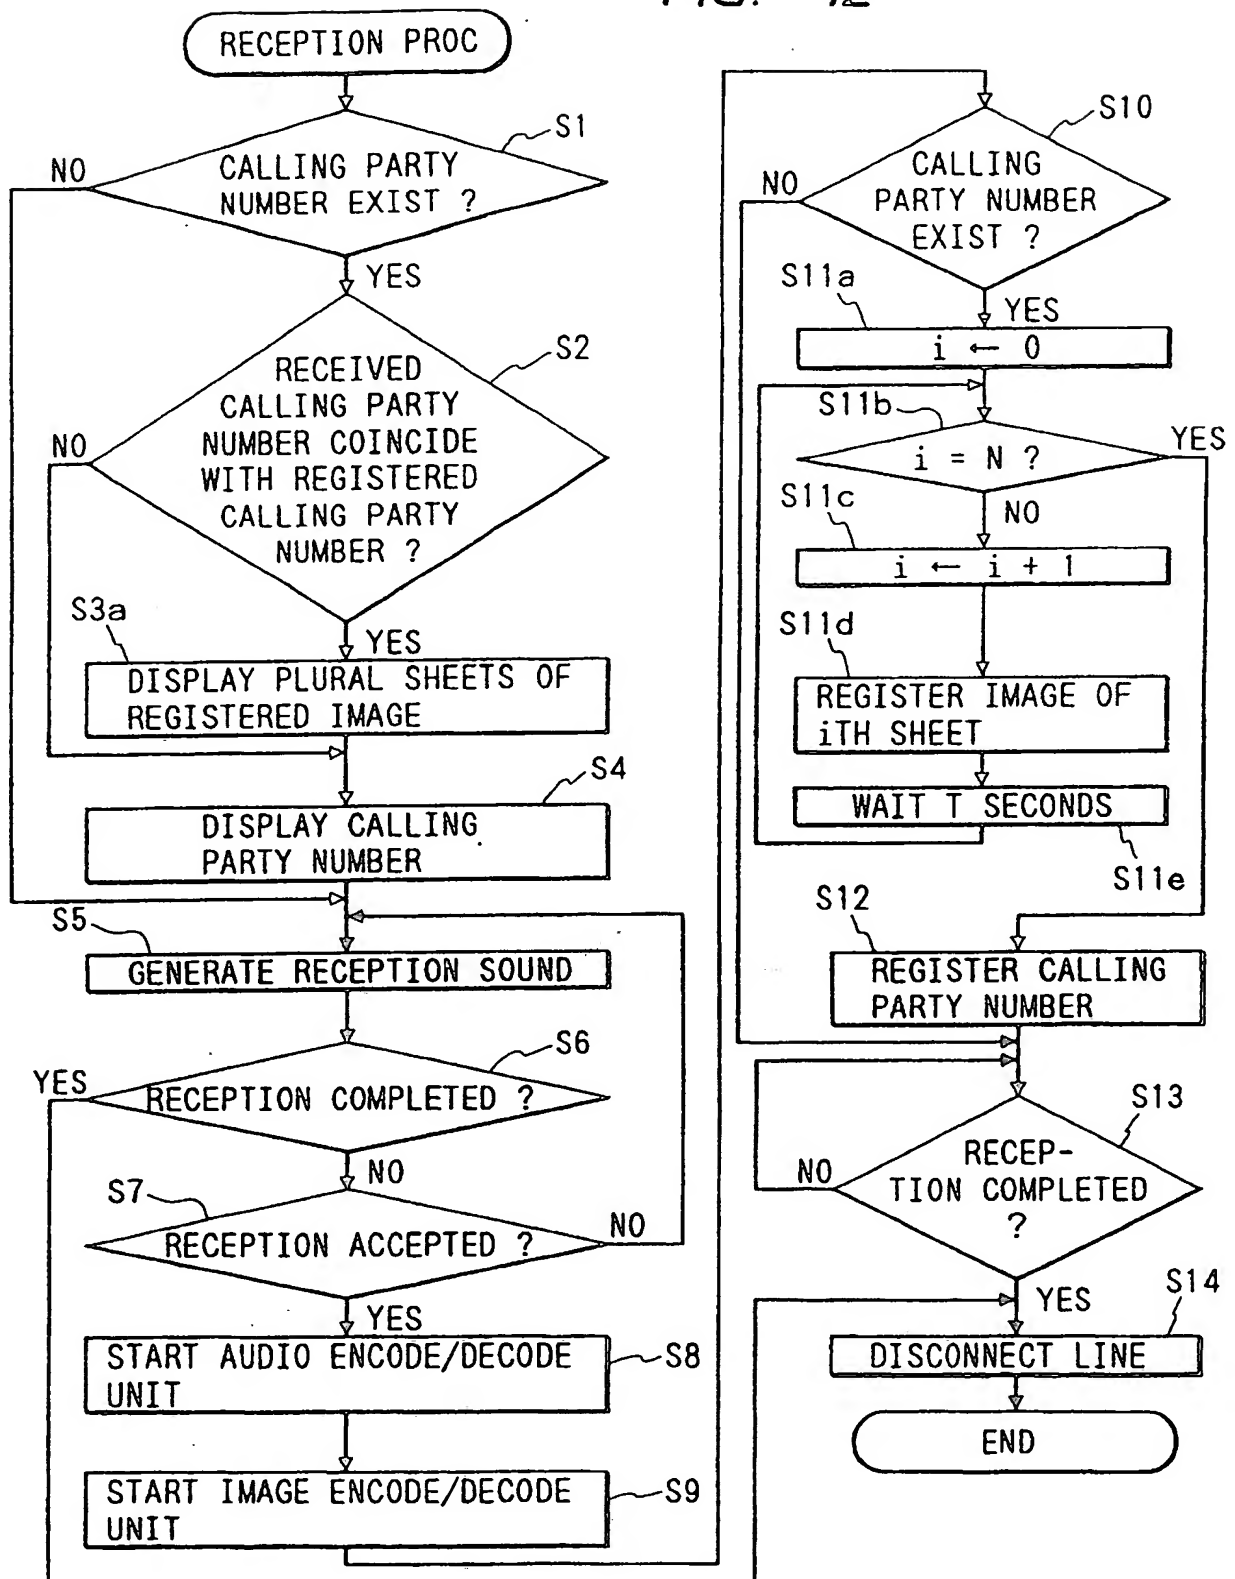 RECEPTION PROC
S1
CALLING PARTY
NUMBER EXIST ?
NO
YES
S2
RECEIVED
CALLING PARTY
NUMBER COINCIDE
WITH REGISTERED
CALLING PARTY
NUMBER ?
NO
YES
S3a
DISPLAY PLURAL SHEETS OF
REGISTERED IMAGE
S4
DISPLAY CALLING
PARTY NUMBER
S5
GENERATE RECEPTION SOUND
S6
YES
RECEPTION COMPLETED ?
NO
S7
RECEPTION ACCEPTED ?
NO
YES
START AUDIO ENCODE/DECODE
UNIT
S8
START IMAGE ENCODE/DECODE
UNIT
S9
S10
CALLING
PARTY NUMBER
EXIST ?
NO
YES
S11a
i ← 0
S11b
i = N ?
YES
NO
S11c
i ← i + 1
S11d
REGISTER IMAGE OF
iTH SHEET
WAIT T SECONDS
S11e
S12
REGISTER CALLING
PARTY NUMBER
S13
RECEP-
TION COMPLETED
?
NO
YES
S14
DISCONNECT LINE
END